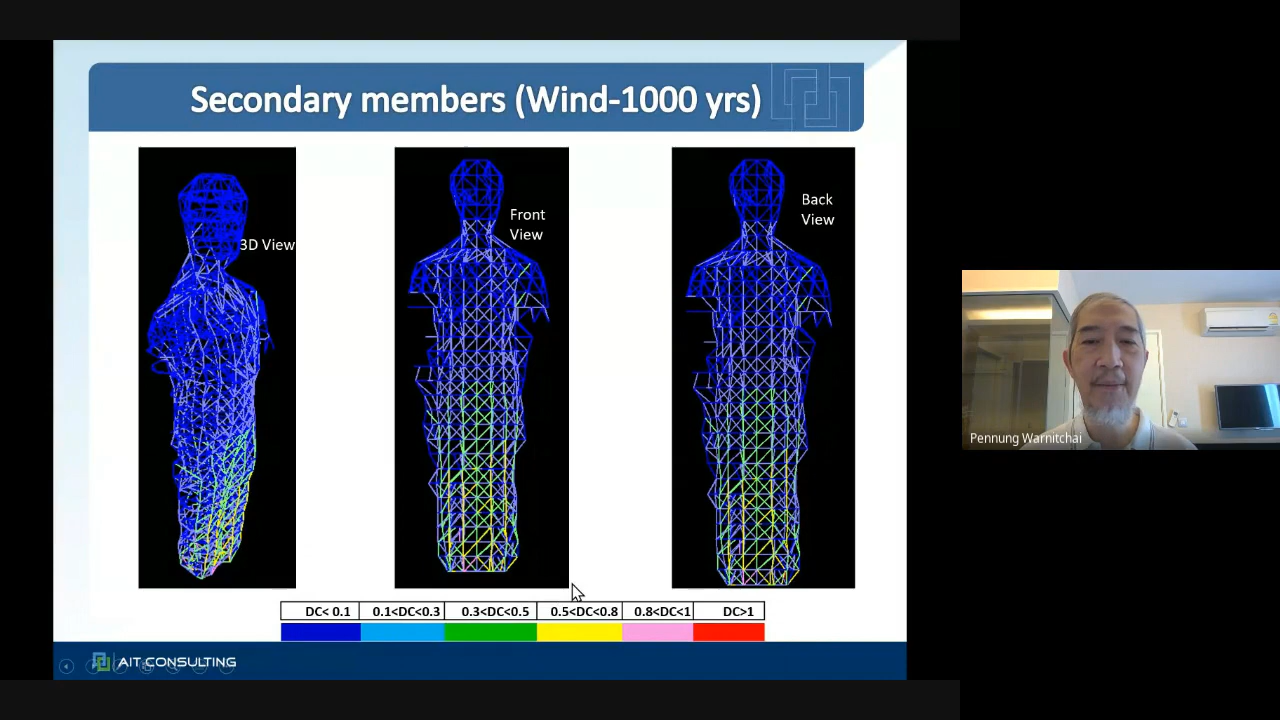 Secondary members (Wind-1000 yrs)
3D View
Front
View
Back
View
DC< 0.1 0.1<DC<0.3 0.3<DC<0.5 0.5<DC<0.8 0.8<DC<1 DC>1
AIT CONSULTING
Pennung Warnitchai